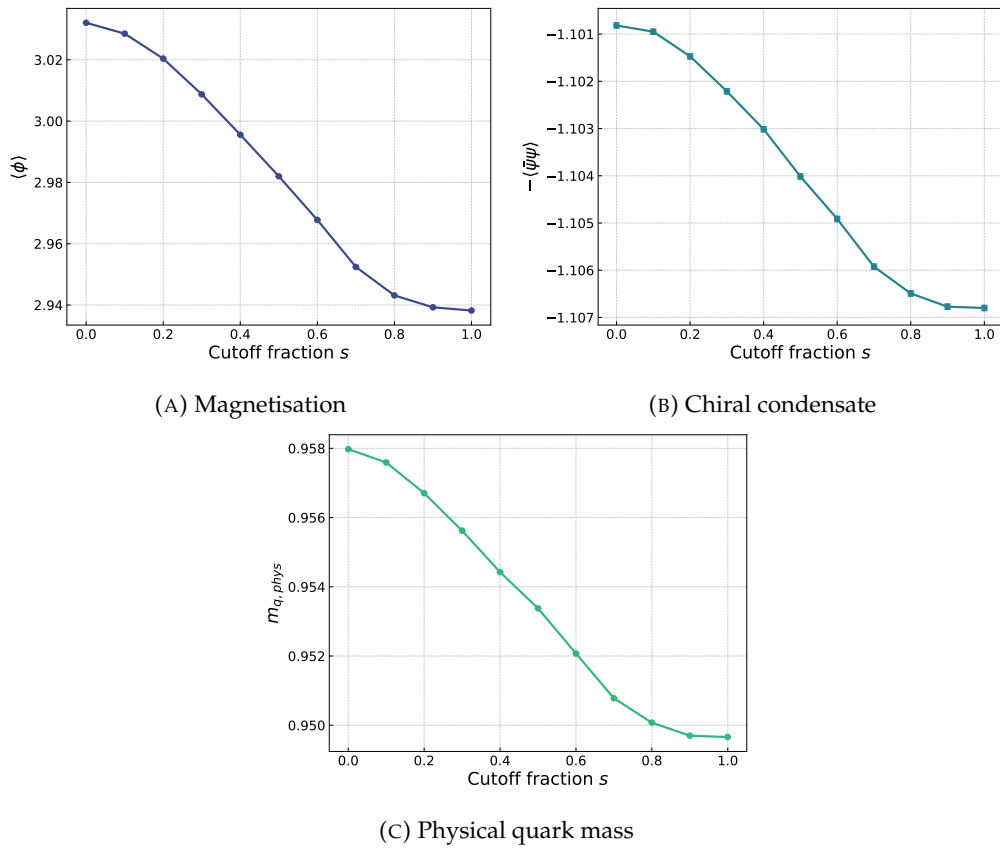 3.02
3.00
2.98
2.96
2.94
⟨ϕ⟩
0.0 0.2 0.4 0.6 0.8 1.0
Cutoff fraction s
(A) Magnetisation
−1.101
−1.102
−1.103
−1.104
−1.105
−1.106
−1.107
−⟨ψ̄ψ⟩
0.0 0.2 0.4 0.6 0.8 1.0
Cutoff fraction s
(B) Chiral condensate
0.958
0.956
0.954
0.952
0.950
m_{q, phys}
0.0 0.2 0.4 0.6 0.8 1.0
Cutoff fraction s
(C) Physical quark mass